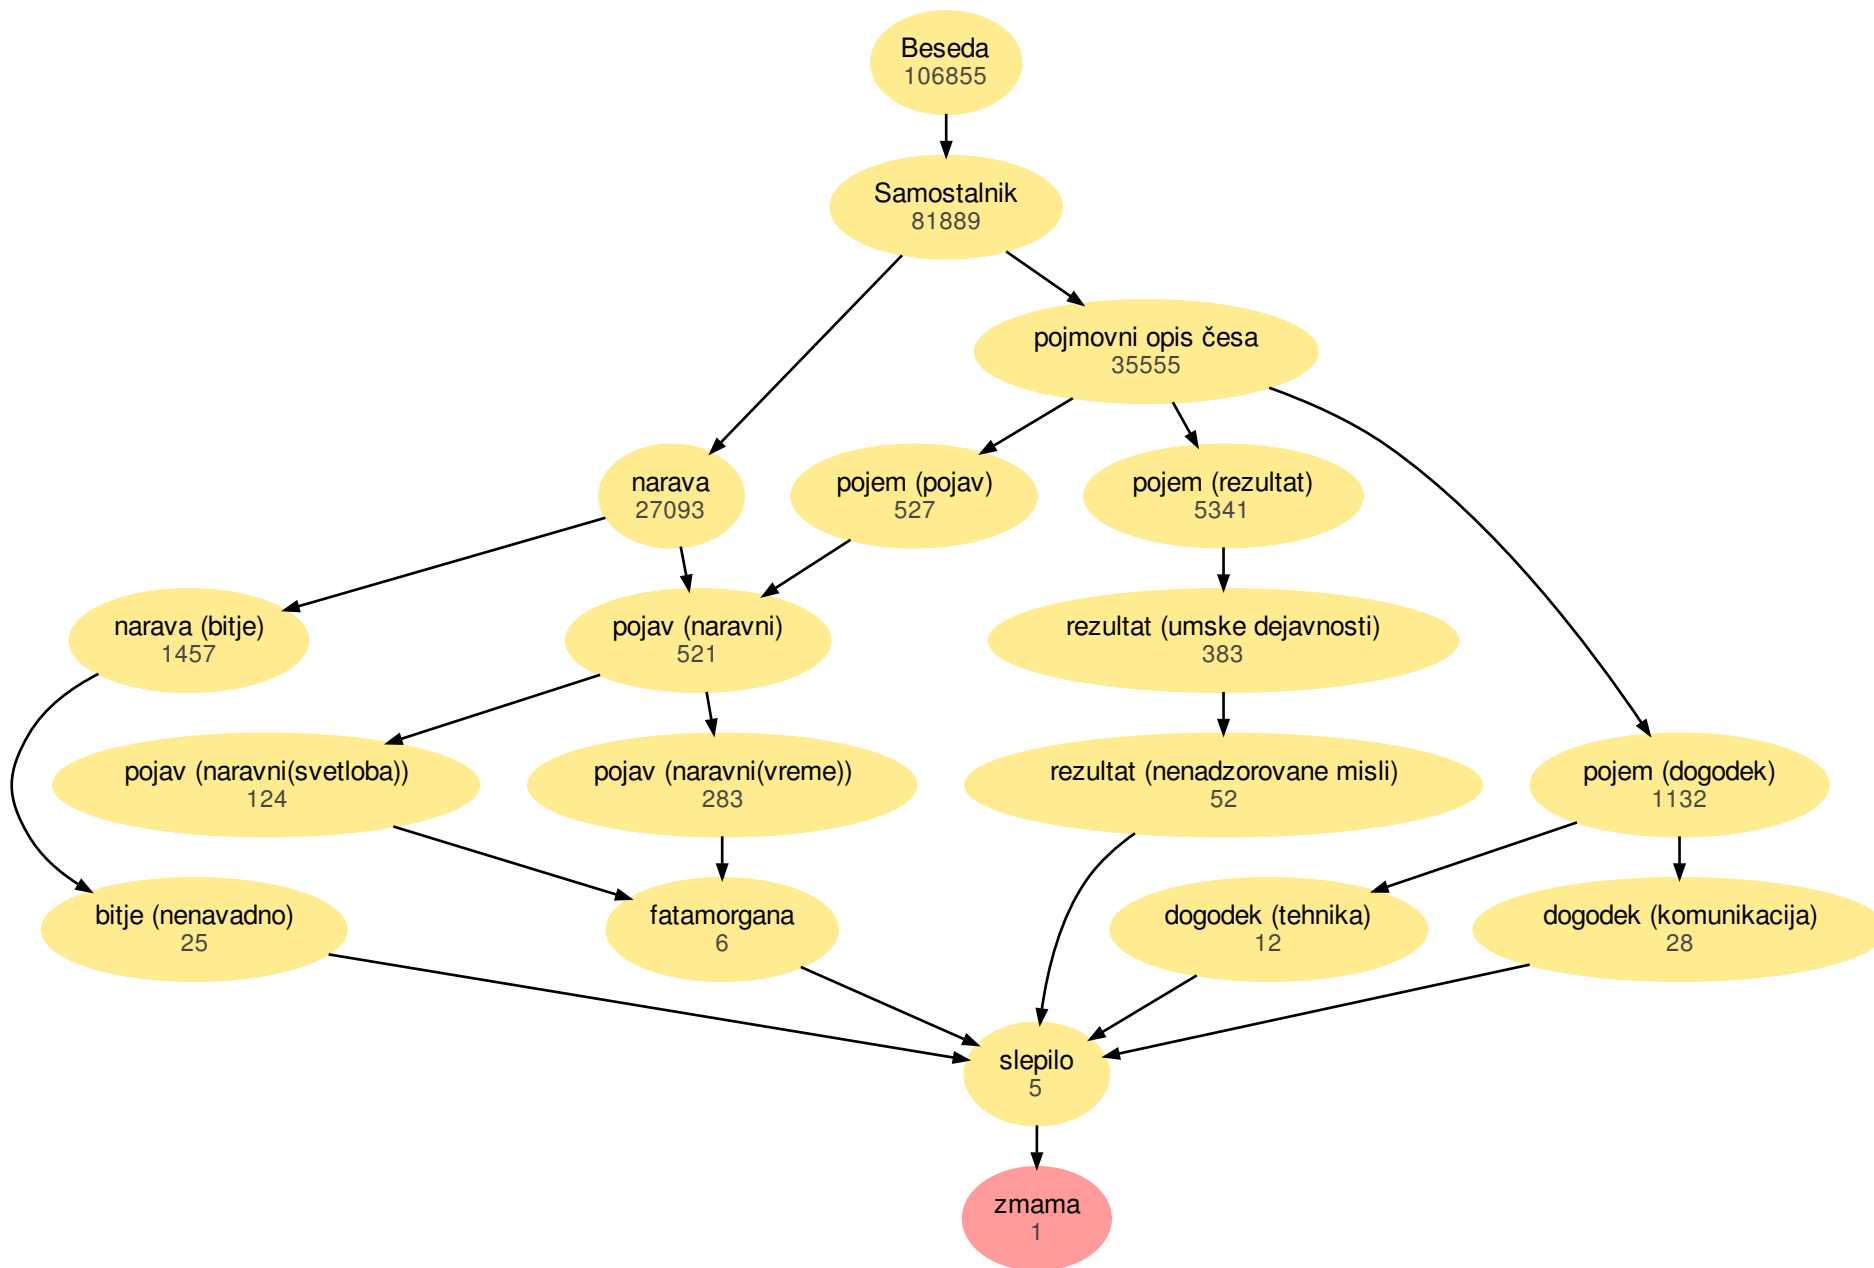 Beseda
106855
Samostalnik
81889
pojmovni opis česa
35555
narava
27093
pojem (pojav)
527
pojem (rezultat)
5341
narava (bitje)
1457
pojav (naravni)
521
rezultat (umske dejavnosti)
383
pojav (naravni(svetloba))
124
pojav (naravni(vreme))
283
rezultat (nenadzorovane misli)
52
pojem (dogodek)
1132
bitje (nenavadno)
25
fatamorgana
6
dogodek (tehnika)
12
dogodek (komunikacija)
28
slepilo
5
zmama
1